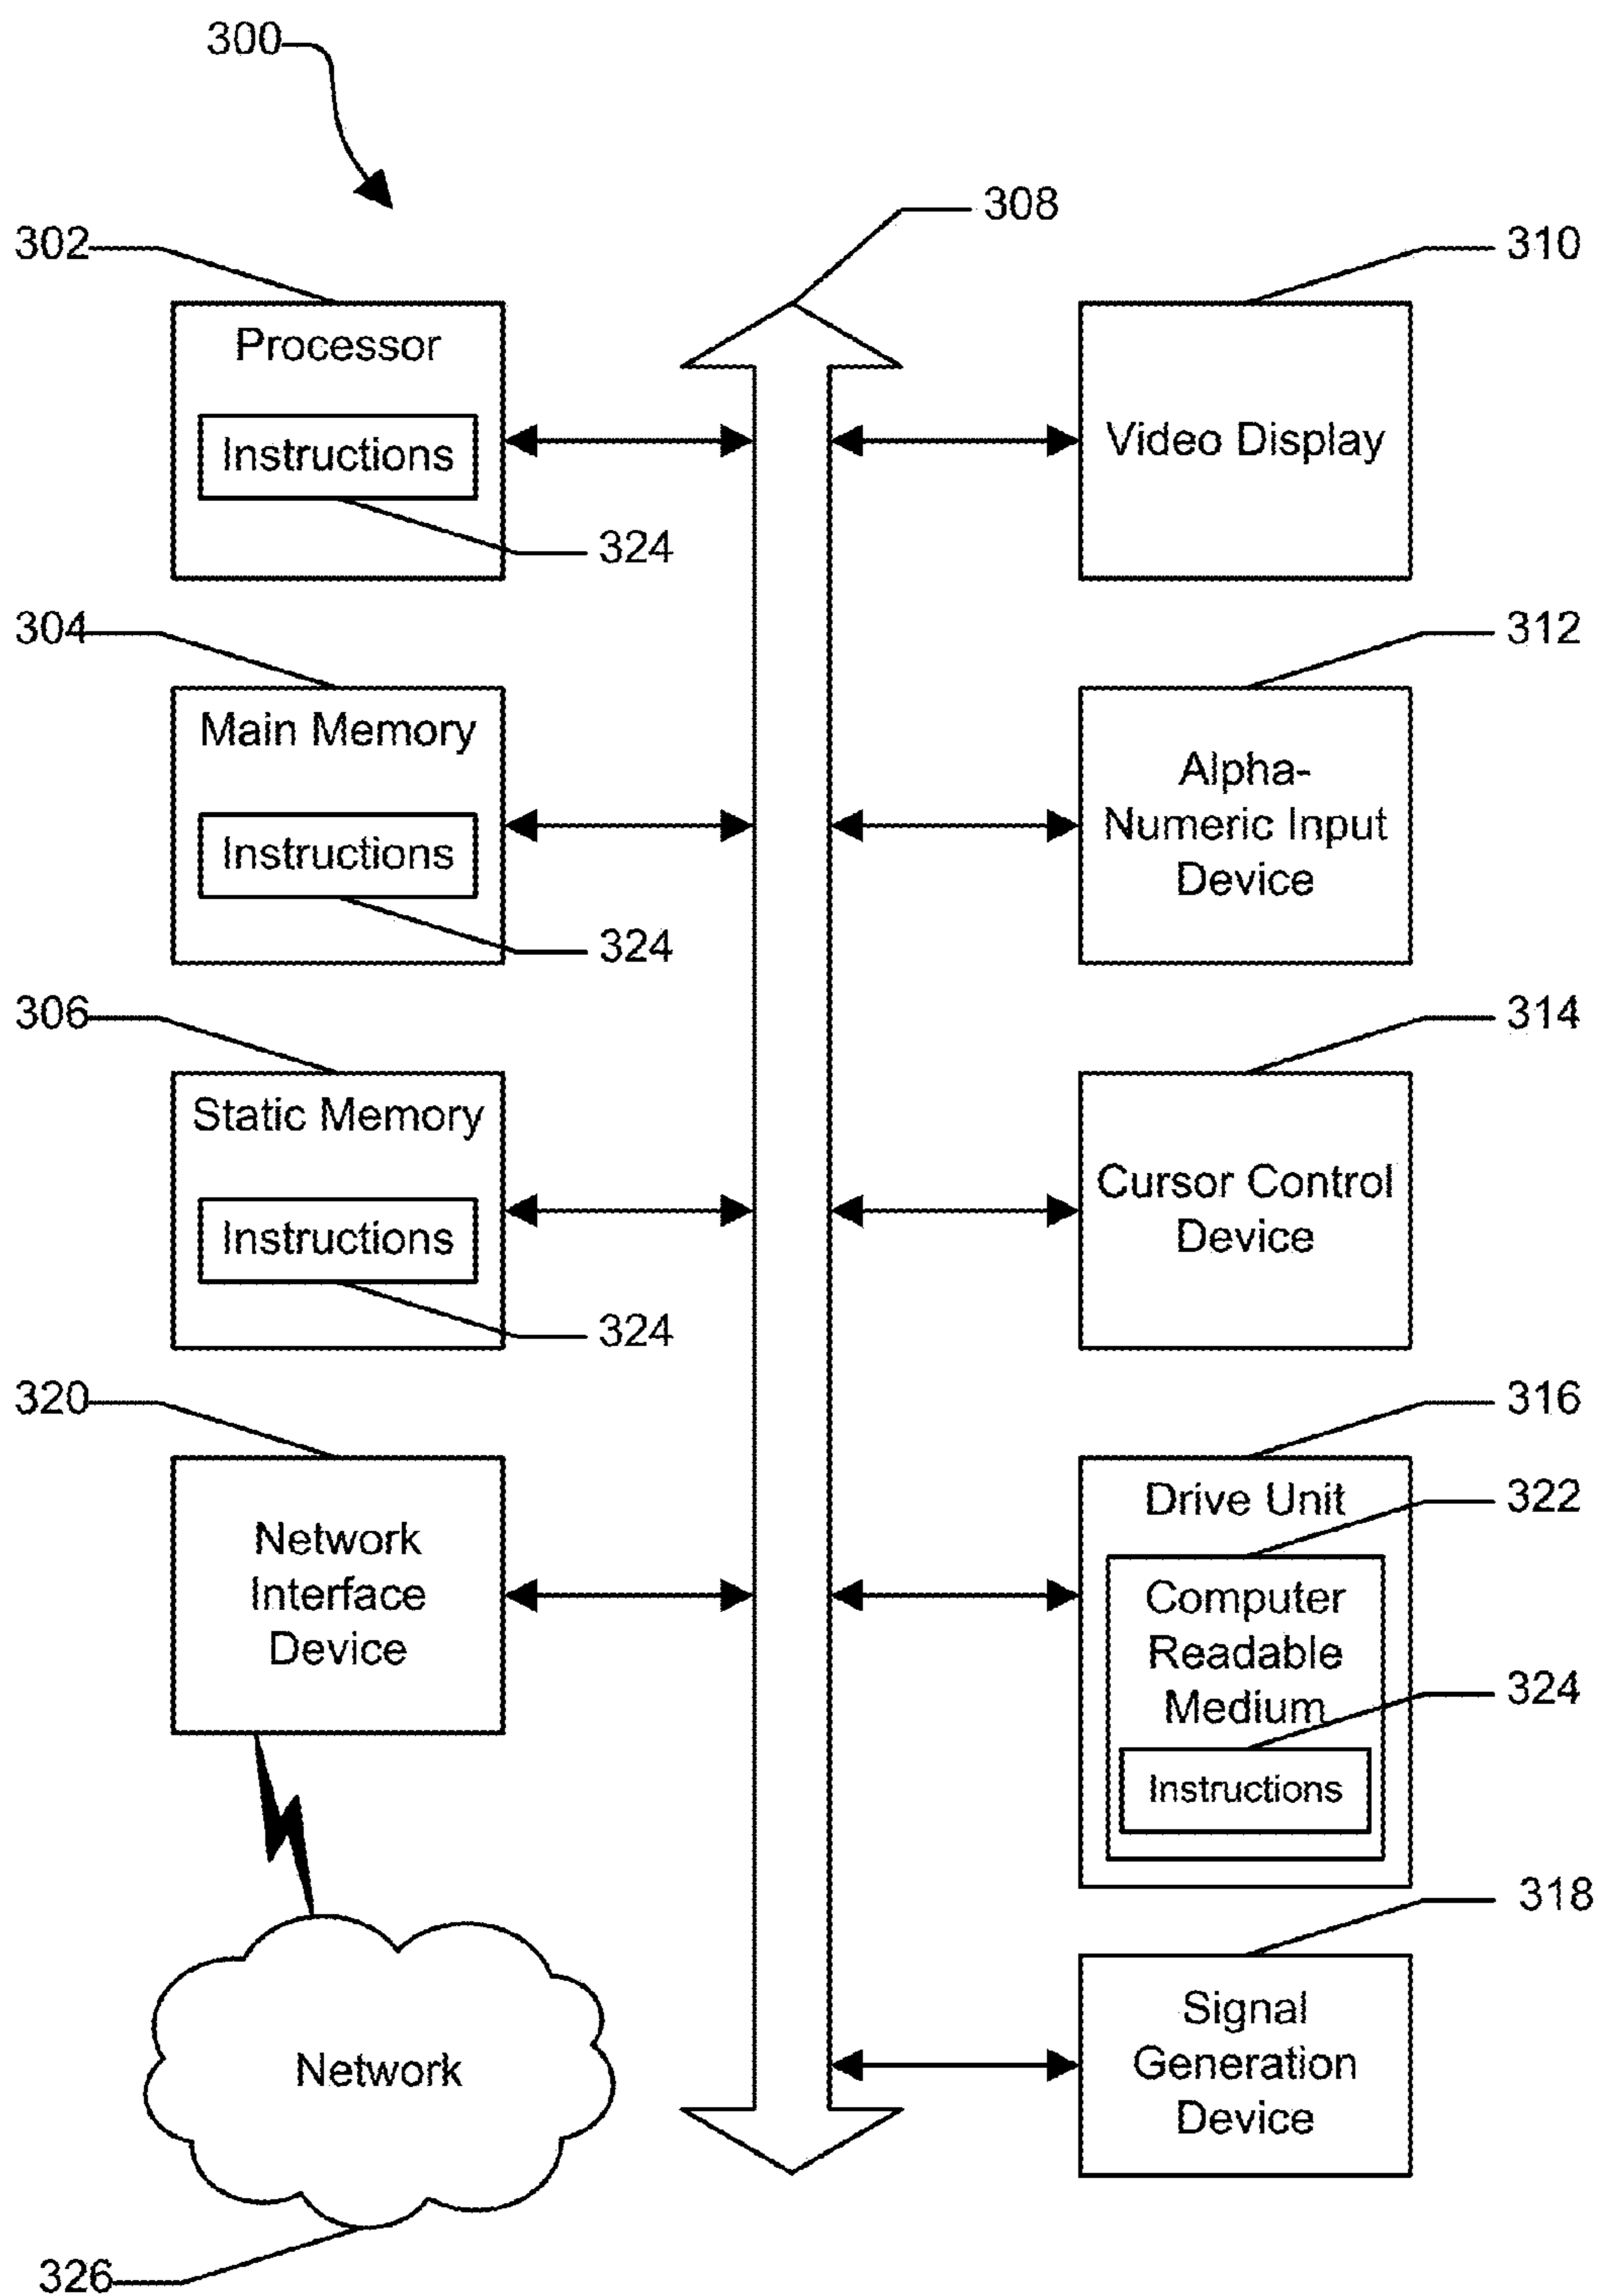 300
308
302
310
Processor
Instructions
324
Video Display
304
312
Main Memory
Instructions
324
Alpha-
Numeric Input
Device
306
314
Static Memory
Instructions
324
Cursor Control
Device
320
316
Network
Interface
Device
Drive Unit
322
Computer
Readable
Medium
324
Instructions
318
Network
326
Signal
Generation
Device